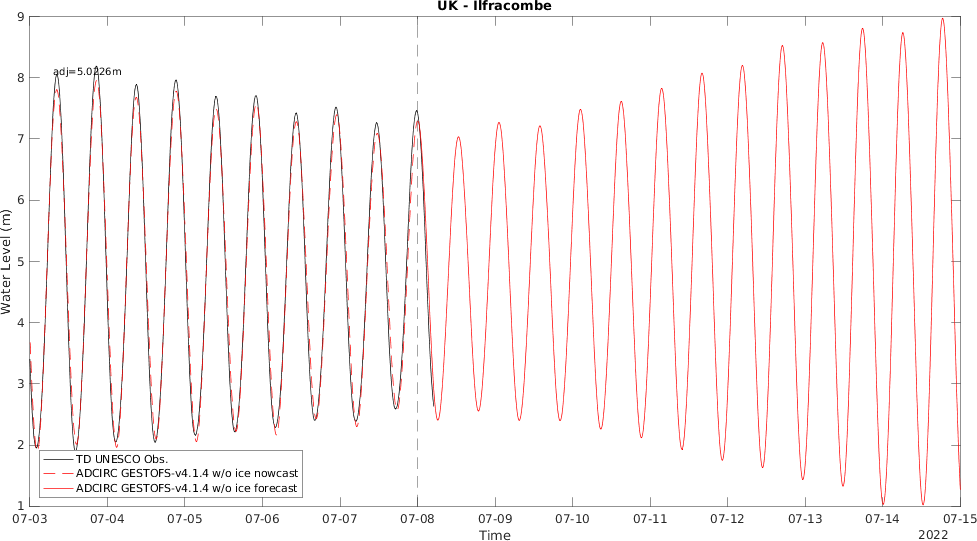 UK - Ilfracombe
adj=5.0226m
Water Level (m)
9
8
7
6
5
4
3
2
1
TD UNESCO Obs.
ADCIRC GESTOFS-v4.1.4 w/o ice nowcast
ADCIRC GESTOFS-v4.1.4 w/o ice forecast
07-03 07-04 07-05 07-06 07-07 07-08 07-09 07-10 07-11 07-12 07-13 07-14 07-15
Time
2022